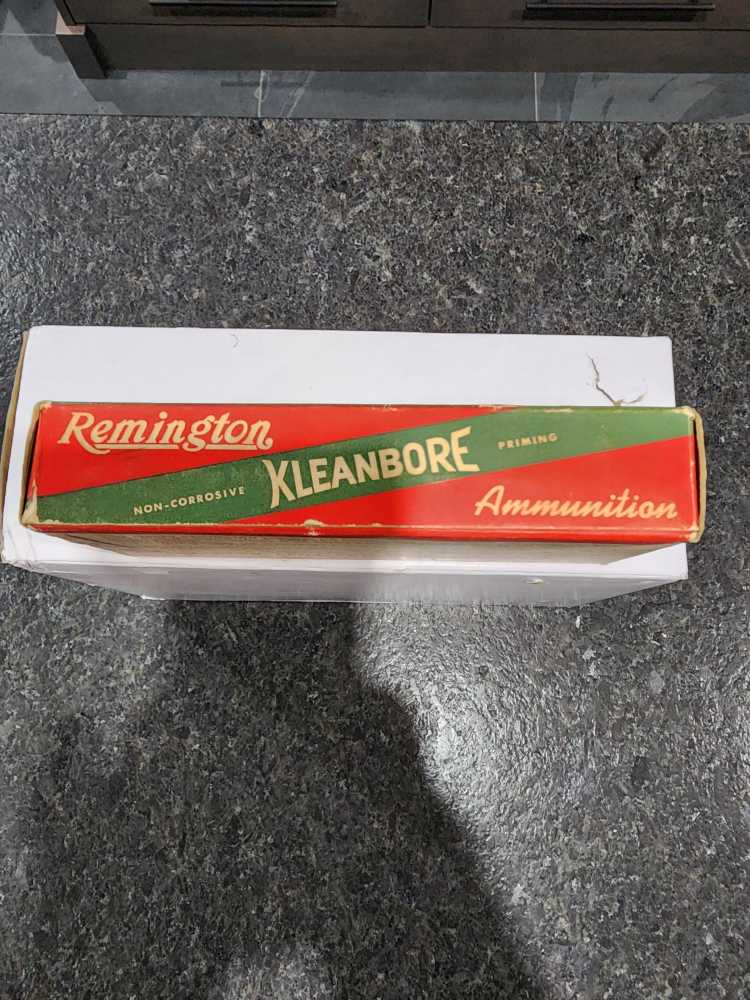 Remington
NON-CORROSIVE KLEANBORE PRIMING
Ammunition